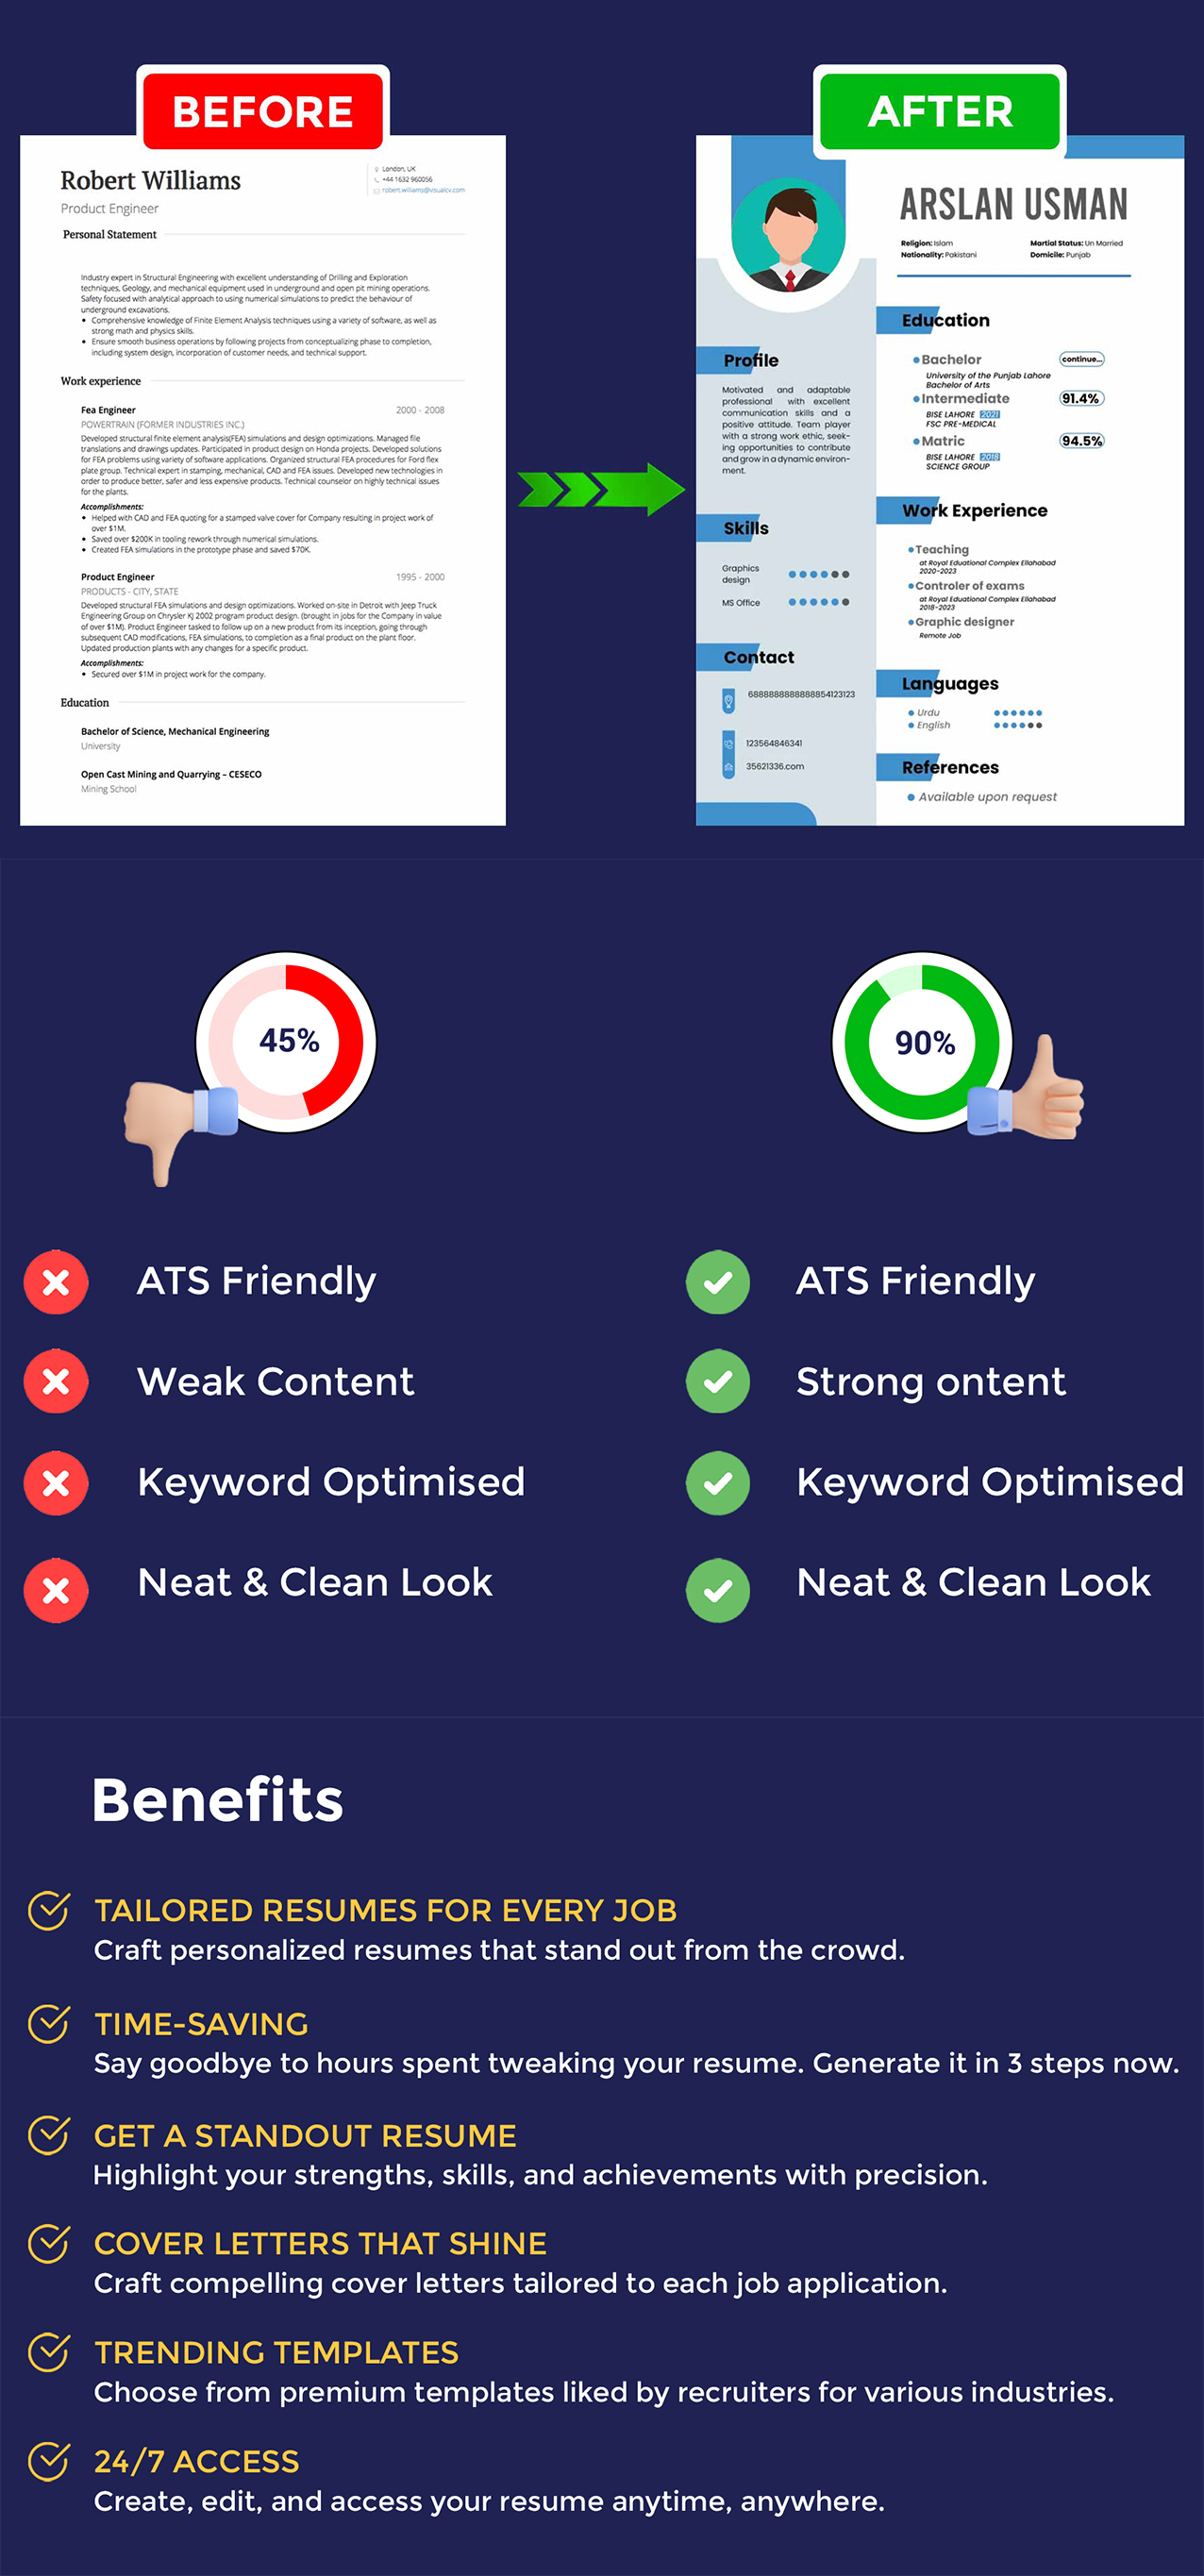 BEFORE
AFTER
Robert Williams
Product Engineer
London, UK
+44 1632 960056
robert.williams@visualcv.com
Personal Statement
Industry expert in Structural Engineering with excellent understanding of Drilling and Exploration
techniques, Geology, and mechanical equipment used in underground and open pit mining operations.
Safety focused with analytical approach to using numerical simulations to predict the behaviour of
underground excavations.
• Comprehensive knowledge of Finite Element Analysis techniques using a variety of software, as well as
strong math and physics skills.
• Ensure smooth business operations by following projects from conceptualizing phase to completion,
including system design, incorporation of customer needs, and technical support.
Work experience
Fea Engineer 2000 - 2008
POWERTRAIN (FORMER INDUSTRIES INC.)
Developed structural finite element analysis(FEA) simulations and design optimizations. Managed file
translations and drawings updates. Participated in product design on Honda projects. Developed solutions
for FEA problems using variety of software applications. Organized structural FEA procedures for Ford flex
plate group. Technical expert in stamping, mechanical, CAD and FEA issues. Developed new technologies in
order to produce better, safer and less expensive products. Technical counselor on highly technical issues
for the plants.
Accomplishments:
• Helped with CAD and FEA quoting for a stamped valve cover for Company resulting in project work of
over $1M.
• Saved over $200K in tooling rework through numerical simulations.
• Created FEA simulations in the prototype phase and saved $70K.
Product Engineer 1995 - 2000
PRODUCTS - CITY, STATE
Developed structural FEA simulations and design optimizations. Worked on-site in Detroit with Jeep Truck
Engineering Group on Chrysler KJ 2002 program product design. (brought in jobs for the Company in value
of over $1M). Product Engineer tasked to follow up on a new product from its inception, going through
subsequent CAD modifications, FEA simulations, to completion as a final product on the plant floor.
Updated production plants with any changes for a specific product.
Accomplishments:
• Secured over $1M in project work for the company.
Education
Bachelor of Science, Mechanical Engineering
University
Open Cast Mining and Quarrying – CESECO
Mining School
ARSLAN USMAN
Religion: Islam
Martial Status: Un Married
Nationality: Pakistani
Domicile: Punjab
Profile
Motivated and adaptable
professional with excellent
communication skills and a
positive attitude. Team player
with a strong work ethic, seek-
ing opportunities to contribute
and grow in a dynamic environ-
ment.
Skills
Graphics
design
MS Office
Contact
6888888888888854123123
123564846341
35621336.com
Education
• Bachelor continue...
University of the Punjab Lahore
Bachelor of Arts
• Intermediate 91.4%
BISE LAHORE 2021
FSC PRE-MEDICAL
• Matric 94.5%
BISE LAHORE 2018
SCIENCE GROUP
Work Experience
• Teaching
at Royal Eduational Complex Ellahabad
2020-2023
• Controler of exams
at Royal Eduational Complex Ellahabad
2018-2023
• Graphic designer
Remote Job
Languages
• Urdu
• English
References
• Available upon request
45%
90%
ATS Friendly
Weak Content
Keyword Optimised
Neat & Clean Look
ATS Friendly
Strong ontent
Keyword Optimised
Neat & Clean Look
Benefits
TAILORED RESUMES FOR EVERY JOB
Craft personalized resumes that stand out from the crowd.
TIME-SAVING
Say goodbye to hours spent tweaking your resume. Generate it in 3 steps now.
GET A STANDOUT RESUME
Highlight your strengths, skills, and achievements with precision.
COVER LETTERS THAT SHINE
Craft compelling cover letters tailored to each job application.
TRENDING TEMPLATES
Choose from premium templates liked by recruiters for various industries.
24/7 ACCESS
Create, edit, and access your resume anytime, anywhere.